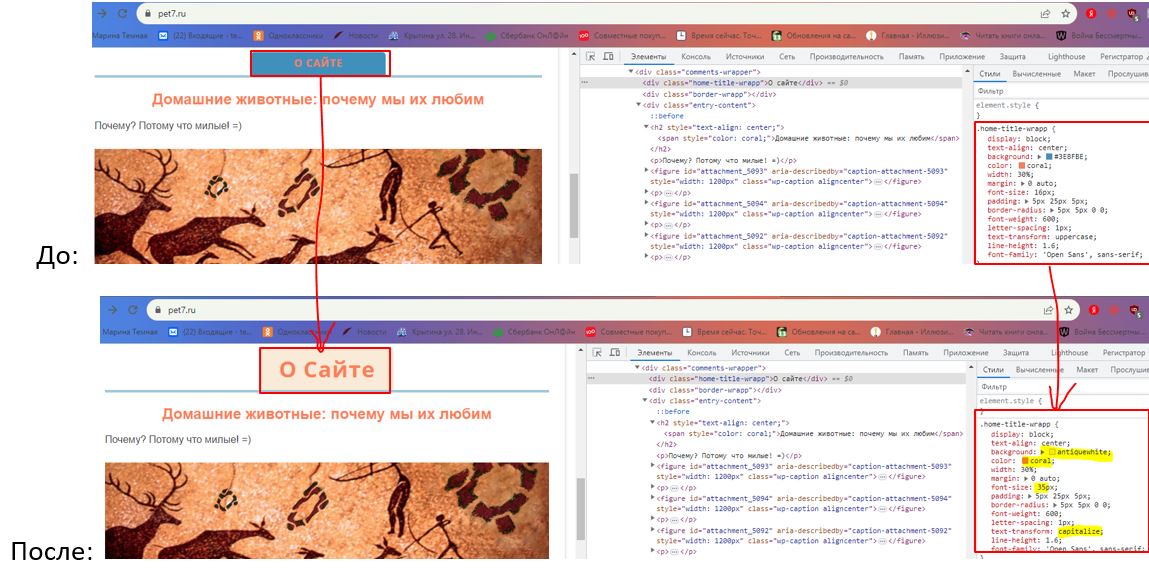 pet7.ru
Марина Темная (22) Входящие - te... Одноклассники Новости Крыгина ул. 28. Ин... Сбербанк ОнЛ@йн Совместные покуп... Время сейчас. Точ... Обновления на са... Главная - Иллюзи... Читать книги онла... Война Бессмертны...
О САЙТЕ
Домашние животные: почему мы их любим
Почему? Потому что милые! =)
Элементы Консоль Источники Сеть Производительность Память Приложение Защита Lighthouse Регистратор
<div class="comments-wrapper">
<div class="home-title-wrapp">О сайте</div> == $0
<div class="border-wrapp"></div>
<div class="entry-content">
::before
<h2 style="text-align: center;">
<span style="color: coral;">Домашние животные: почему мы их любим</span>
</h2>
<p>Почему? Потому что милые! =)</p>
<figure id="attachment_5093" aria-describedby="caption-attachment-5093"
style="width: 1200px" class="wp-caption aligncenter">…</figure>
<p>…</p>
<figure id="attachment_5094" aria-describedby="caption-attachment-5094"
style="width: 1200px" class="wp-caption aligncenter">…</figure>
<p>…</p>
<figure id="attachment_5092" aria-describedby="caption-attachment-5092"
style="width: 1200px" class="wp-caption aligncenter">…</figure>
<p>…</p>
Стили Вычисленные Макет Прослушив
Фильтр
element.style {
}
.home-title-wrapp {
display: block;
text-align: center;
background: #3E8FBE;
color: coral;
width: 30%;
margin: 0 auto;
font-size: 16px;
padding: 5px 25px 5px;
border-radius: 5px 5px 0 0;
font-weight: 600;
letter-spacing: 1px;
text-transform: uppercase;
line-height: 1.6;
font-family: 'Open Sans', sans-serif;
До:
pet7.ru
Марина Темная (22) Входящие - te... Одноклассники Новости Крыгина ул. 28. Ин... Сбербанк ОнЛ@йн Совместные покуп... Время сейчас. Точ... Обновления на са... Главная - Иллюзи... Читать книги онла... Война Бессмертны...
О Сайте
Домашние животные: почему мы их любим
Почему? Потому что милые! =)
Элементы Консоль Источники Сеть Производительность Память Приложение Защита Lighthouse Регистратор
<div class="comments-wrapper">
<div class="home-title-wrapp">О сайте</div> == $0
<div class="border-wrapp"></div>
<div class="entry-content">
::before
<h2 style="text-align: center;">
<span style="color: coral;">Домашние животные: почему мы их любим</span>
</h2>
<p>Почему? Потому что милые! =)</p>
<figure id="attachment_5093" aria-describedby="caption-attachment-5093"
style="width: 1200px" class="wp-caption aligncenter">…</figure>
<p>…</p>
<figure id="attachment_5094" aria-describedby="caption-attachment-5094"
style="width: 1200px" class="wp-caption aligncenter">…</figure>
<p>…</p>
<figure id="attachment_5092" aria-describedby="caption-attachment-5092"
style="width: 1200px" class="wp-caption aligncenter">…</figure>
<p>…</p>
Стили Вычисленные Макет Прослушив
Фильтр
element.style {
}
.home-title-wrapp {
display: block;
text-align: center;
background: antiquewhite;
color: coral;
width: 30%;
margin: 0 auto;
font-size: 35px;
padding: 5px 25px 5px;
border-radius: 5px 5px 0 0;
font-weight: 600;
letter-spacing: 1px;
text-transform: capitalize;
line-height: 1.6;
font-family: 'Open Sans', sans-serif;
После: